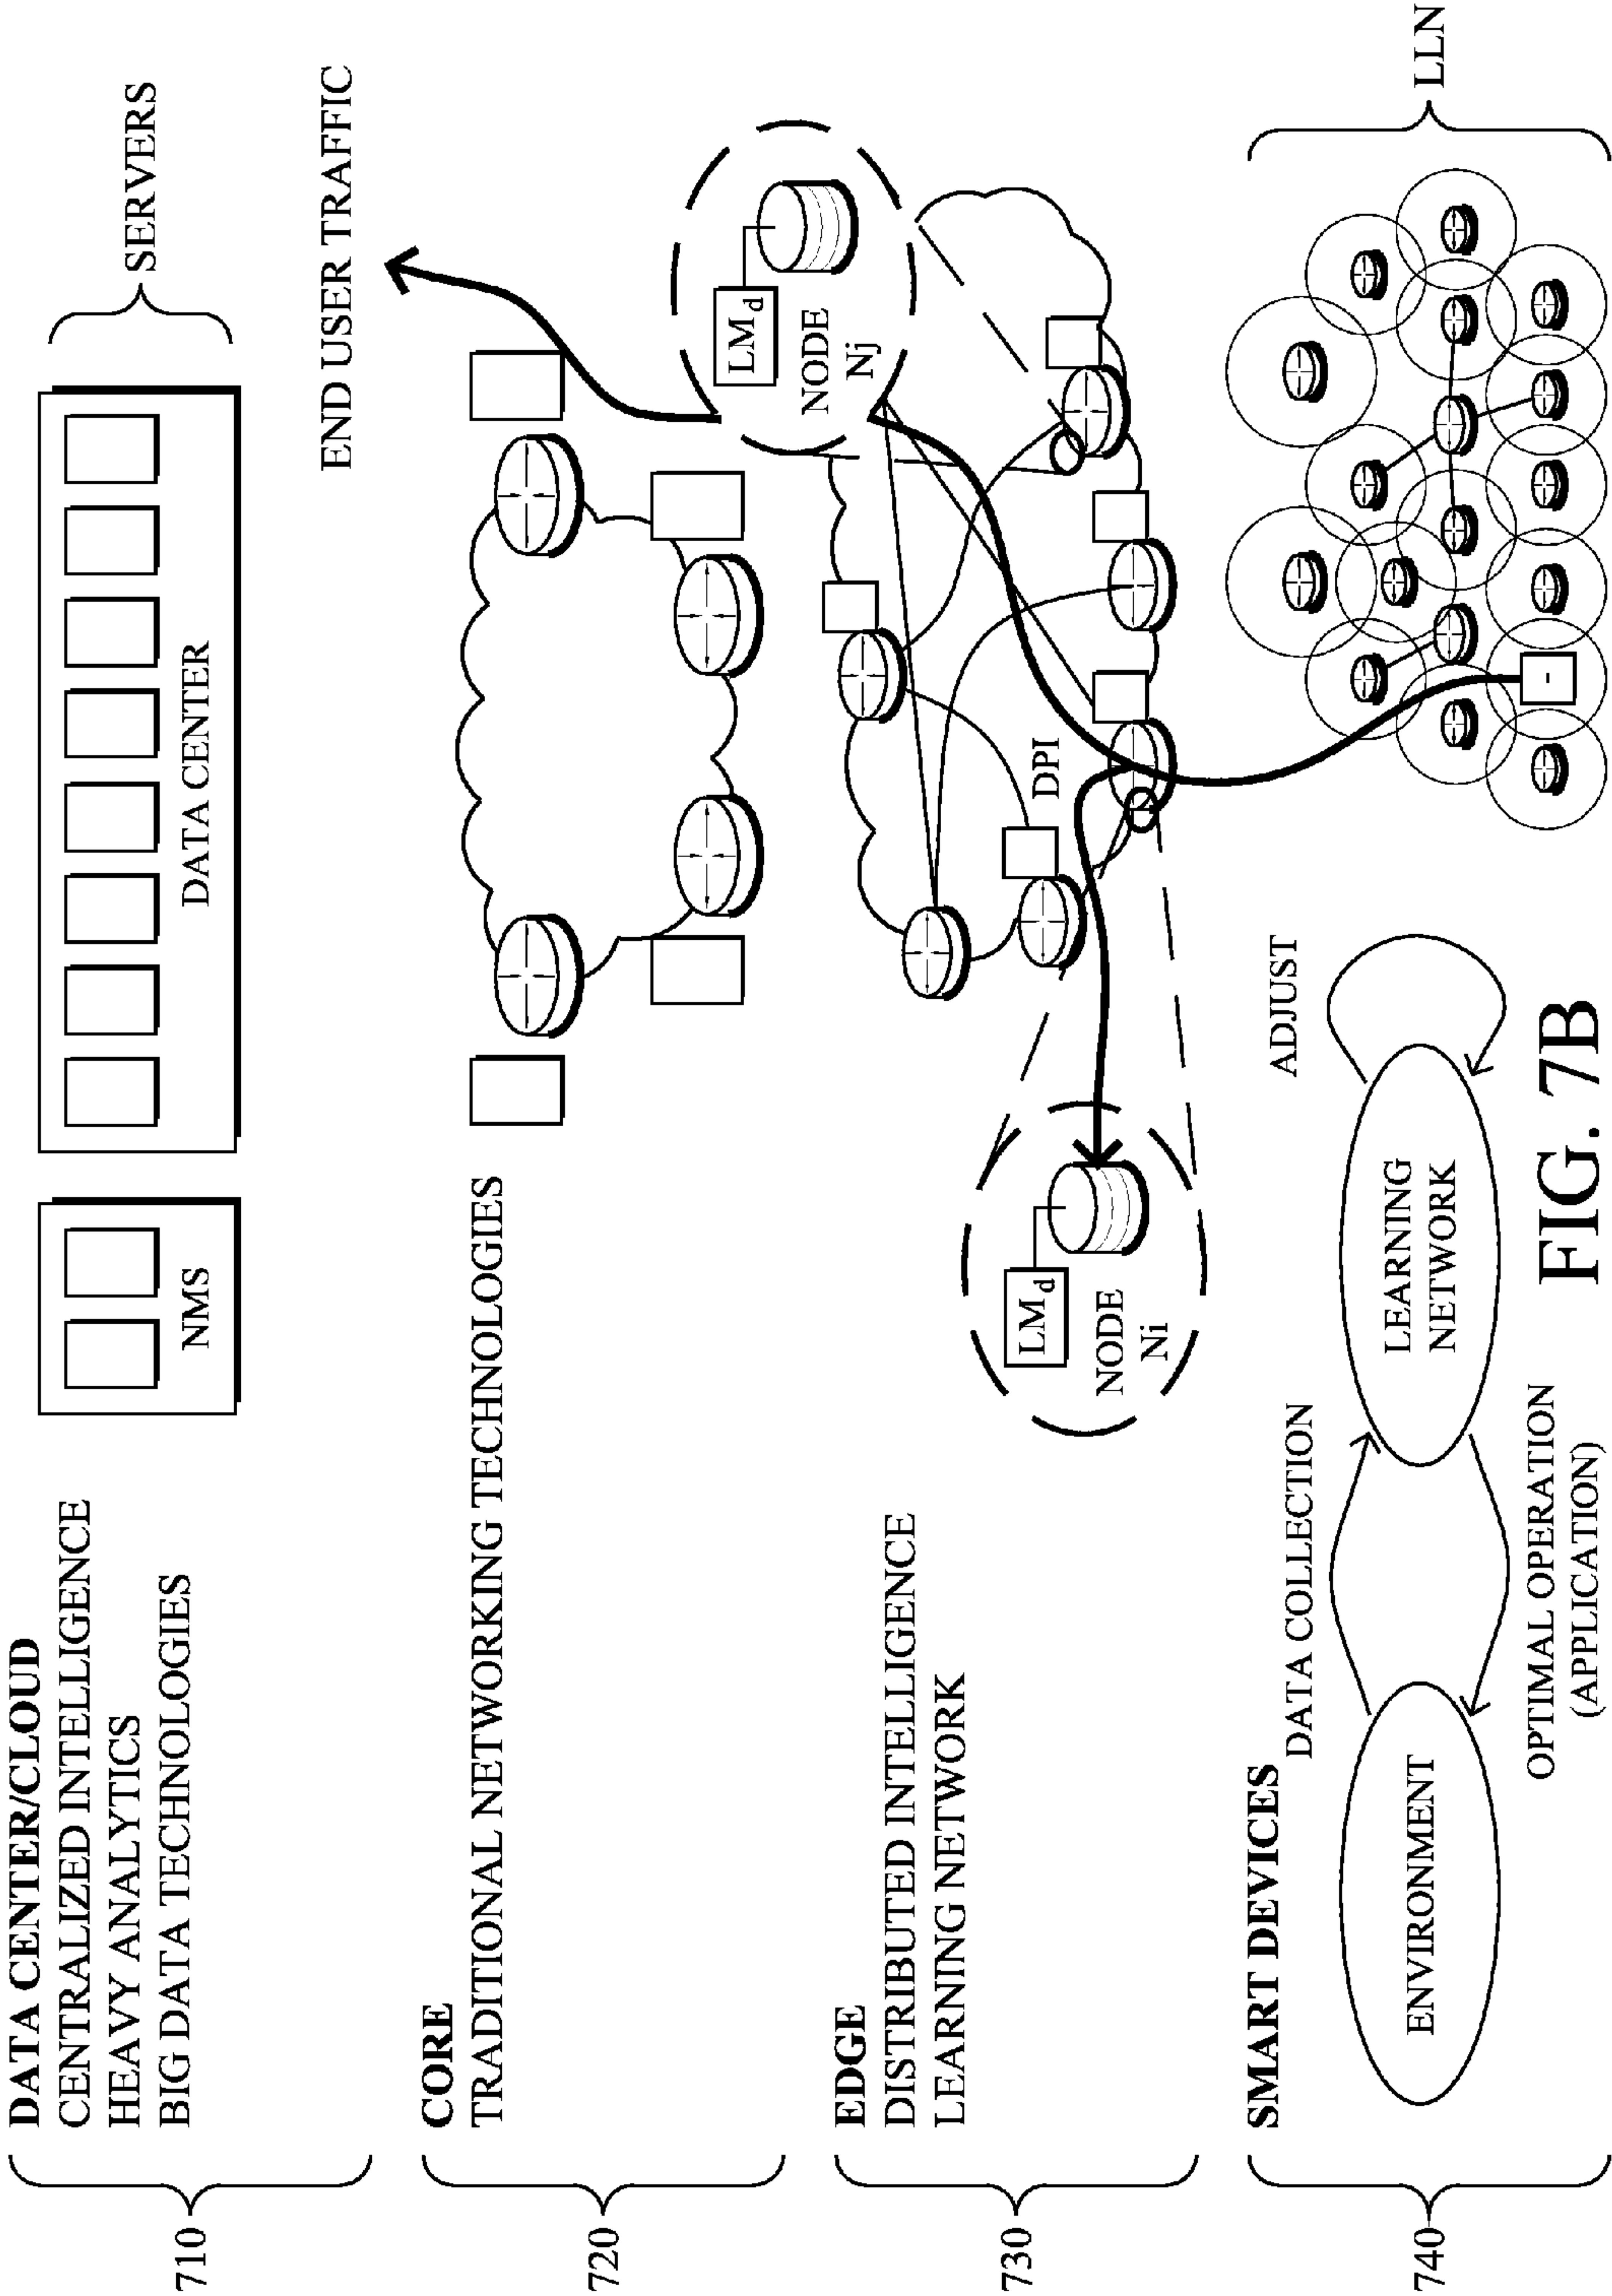 710
DATA CENTER/CLOUD
CENTRALIZED INTELLIGENCE
HEAVY ANALYTICS
BIG DATA TECHNOLOGIES
NMS
DATA CENTER
SERVERS
END USER TRAFFIC
720
CORE
TRADITIONAL NETWORKING TECHNOLOGIES
730
EDGE
DISTRIBUTED INTELLIGENCE
LEARNING NETWORK
LMd
NODE
Ni
DPI
LMd
NODE
Nj
740
SMART DEVICES
DATA COLLECTION
ENVIRONMENT
OPTIMAL OPERATION
(APPLICATION)
LEARNING
NETWORK
ADJUST
LLN
FIG. 7B